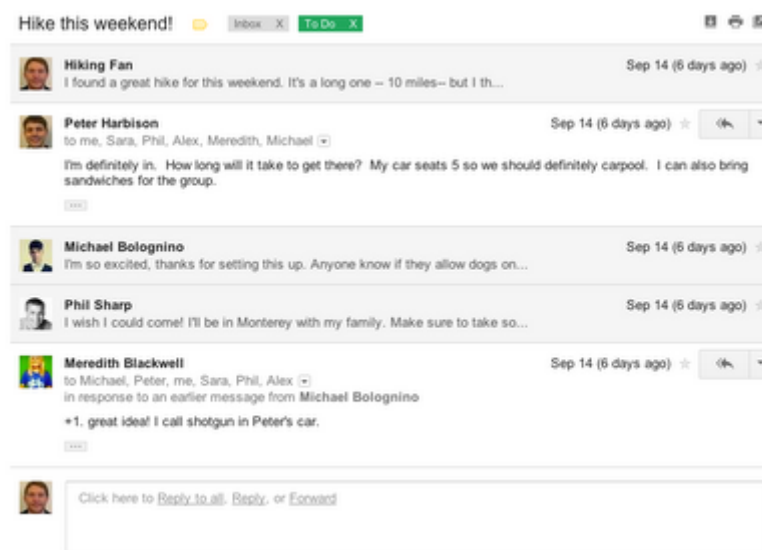 Hike this weekend!
Inbox X
To Do X
Hiking Fan
Sep 14 (6 days ago)
I found a great hike for this weekend. It's a long one -- 10 miles-- but I th...
Peter Harbison
Sep 14 (6 days ago)
to me, Sara, Phil, Alex, Meredith, Michael
I'm definitely in. How long will it take to get there? My car seats 5 so we should definitely carpool. I can also bring
sandwiches for the group.
...
Michael Bolognino
Sep 14 (6 days ago)
I'm so excited, thanks for setting this up. Anyone know if they allow dogs on...
Phil Sharp
Sep 14 (6 days ago)
I wish I could come! I'll be in Monterey with my family. Make sure to take so...
Meredith Blackwell
Sep 14 (6 days ago)
to Michael, Peter, me, Sara, Phil, Alex
in response to an earlier message from Michael Bolognino
+1. great idea! I call shotgun in Peter's car.
...
Click here to Reply to all, Reply, or Forward